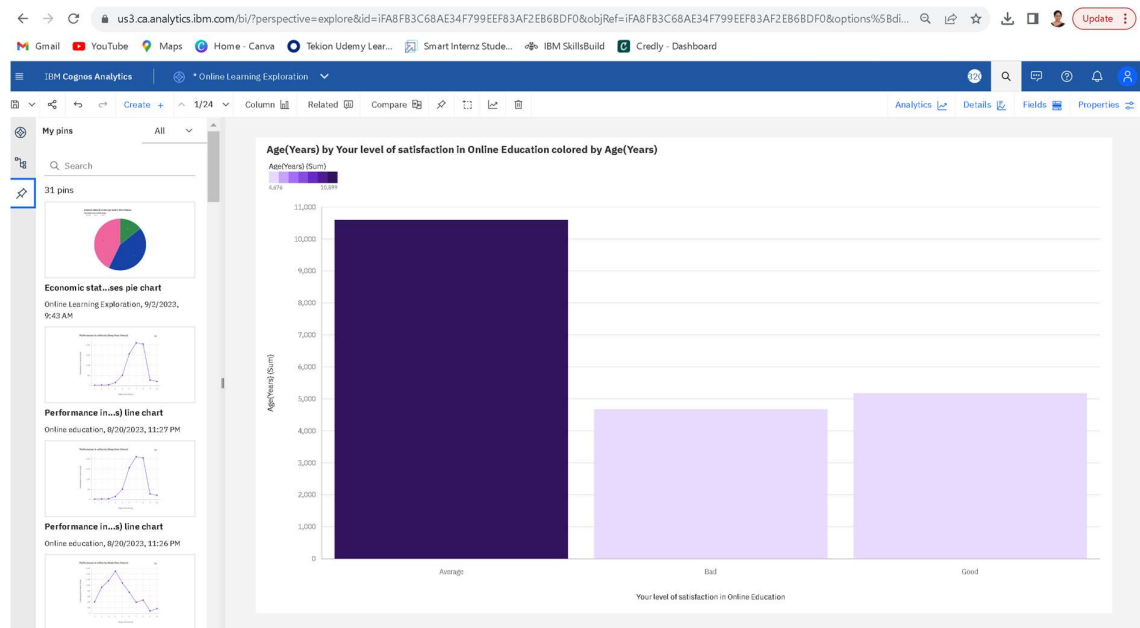 us3.ca.analytics.ibm.com/bi/?perspective=explore&id=iFA8FB3C68AE34F799EEF83AF2EB6BDF0&objRef=iFA8FB3C68AE34F799EEF83AF2EB6BDF0&options%5Bdi...
Update
Gmail YouTube Maps Home - Canva Tekion Udemy Lear... Smart Internz Stude... IBM SkillsBuild Credly - Dashboard
IBM Cognos Analytics * Online Learning Exploration
Create + 1/24 Column Related Compare Analytics Details Fields Properties
My pins All
Search
31 pins
Economic stat...ses pie chart
Online Learning Exploration, 9/2/2023,
9:43 AM
Performance in...s) line chart
Online education, 8/20/2023, 11:27 PM
Performance in...s) line chart
Online education, 8/20/2023, 11:26 PM
Age(Years) by Your level of satisfaction in Online Education colored by Age(Years)
Age(Years) (Sum)
4,676 10,599
11,000
10,000
9,000
8,000
7,000
6,000
5,000
4,000
3,000
2,000
1,000
0
Age(Years) (Sum)
Average Bad Good
Your level of satisfaction in Online Education